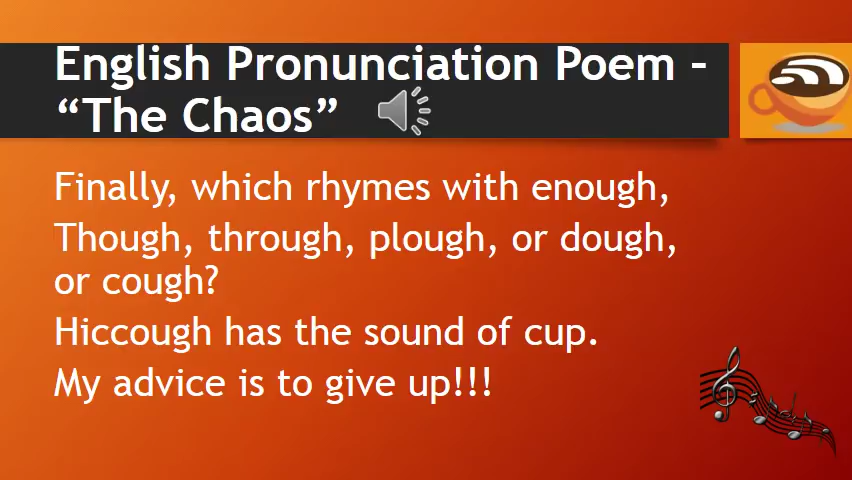 English Pronunciation Poem –
“The Chaos”
Finally, which rhymes with enough,
Though, through, plough, or dough,
or cough?
Hiccough has the sound of cup.
My advice is to give up!!!